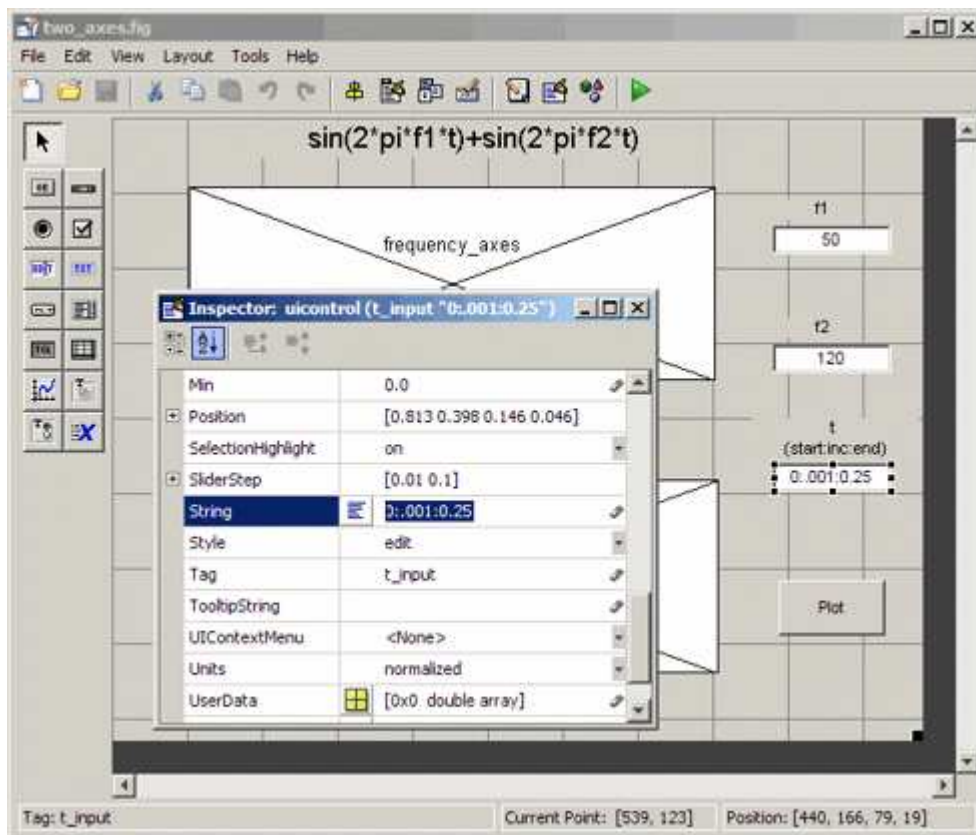 two_axes.fig
File Edit View Layout Tools Help
sin(2*pi*f1*t)+sin(2*pi*f2*t)
OK
EDIT TXT
TGL
frequency_axes
f1
50
f2
120
t
(start:inc:end)
0:.001:0.25
Plot
Inspector: uicontrol (t_input "0:.001:0.25")
Min 0.0
Position [0.813 0.398 0.146 0.046]
SelectionHighlight on
SliderStep [0.01 0.1]
String 0:.001:0.25
Style edit
Tag t_input
TooltipString
UIContextMenu <None>
Units normalized
UserData [0x0 double array]
Tag: t_input Current Point: [539, 123] Position: [440, 166, 79, 19]